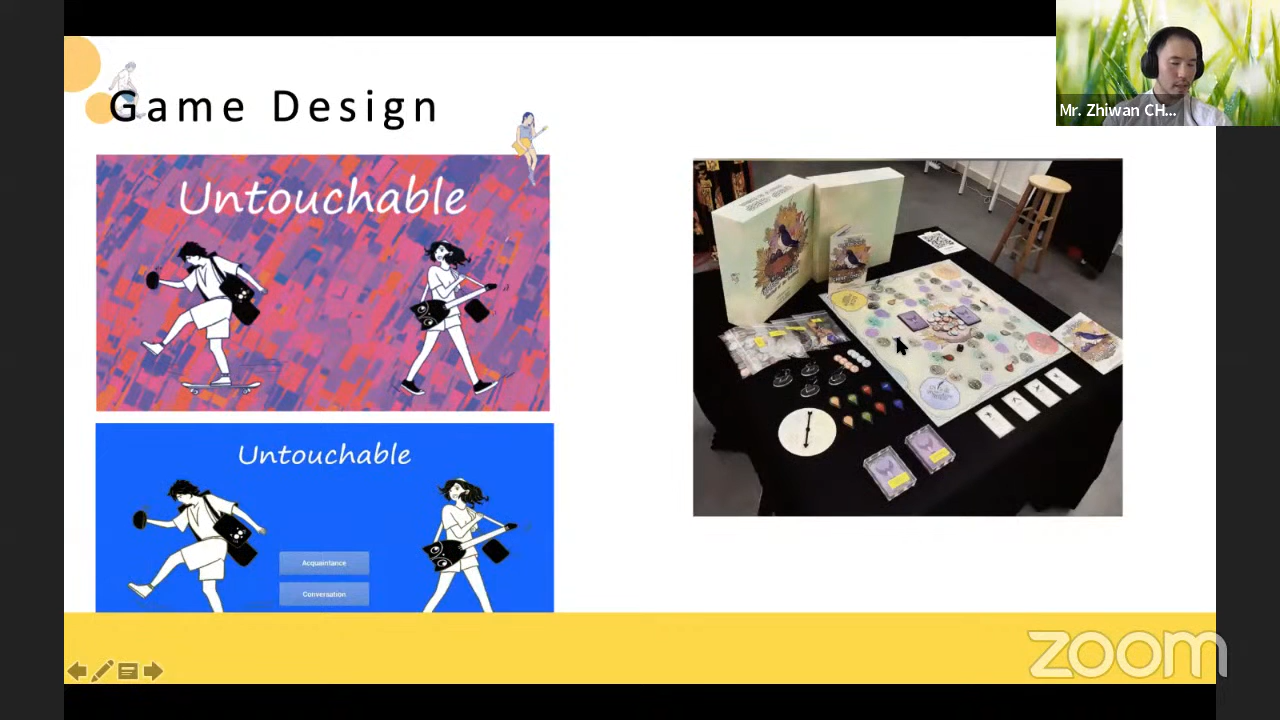 Game Design
Mr. Zhiwan CH...
Untouchable
Untouchable
Acquaintance
Conversation
zoom